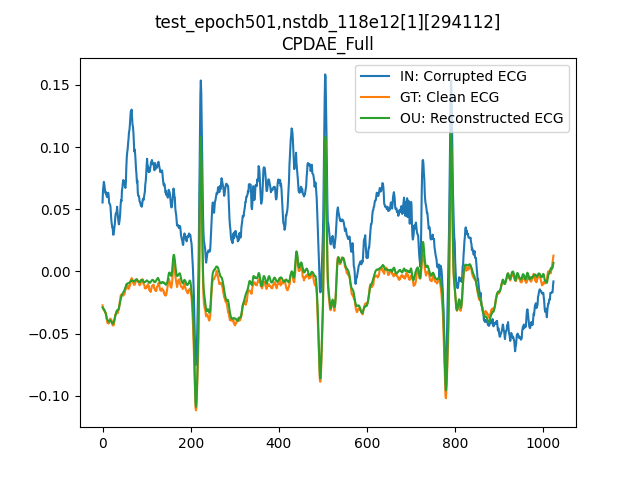 test_epoch501,nstdb_118e12[1][294112]
CPDAE_Full
IN: Corrupted ECG
GT: Clean ECG
OU: Reconstructed ECG
0.15
0.10
0.05
0.00
−0.05
−0.10
0 200 400 600 800 1000